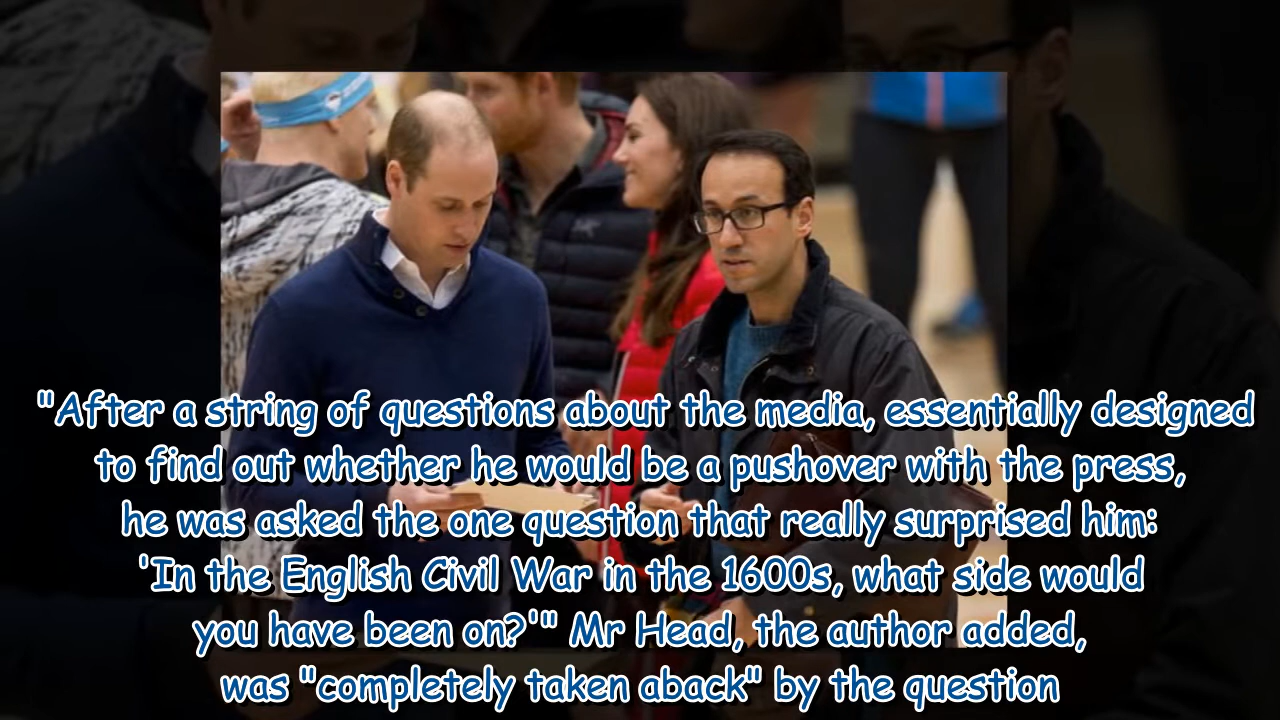 "After a string of questions about the media, essentially designed
to find out whether he would be a pushover with the press,
he was asked the one question that really surprised him:
'In the English Civil War in the 1600s, what side would
you have been on?'" Mr Head, the author added,
was "completely taken aback" by the question